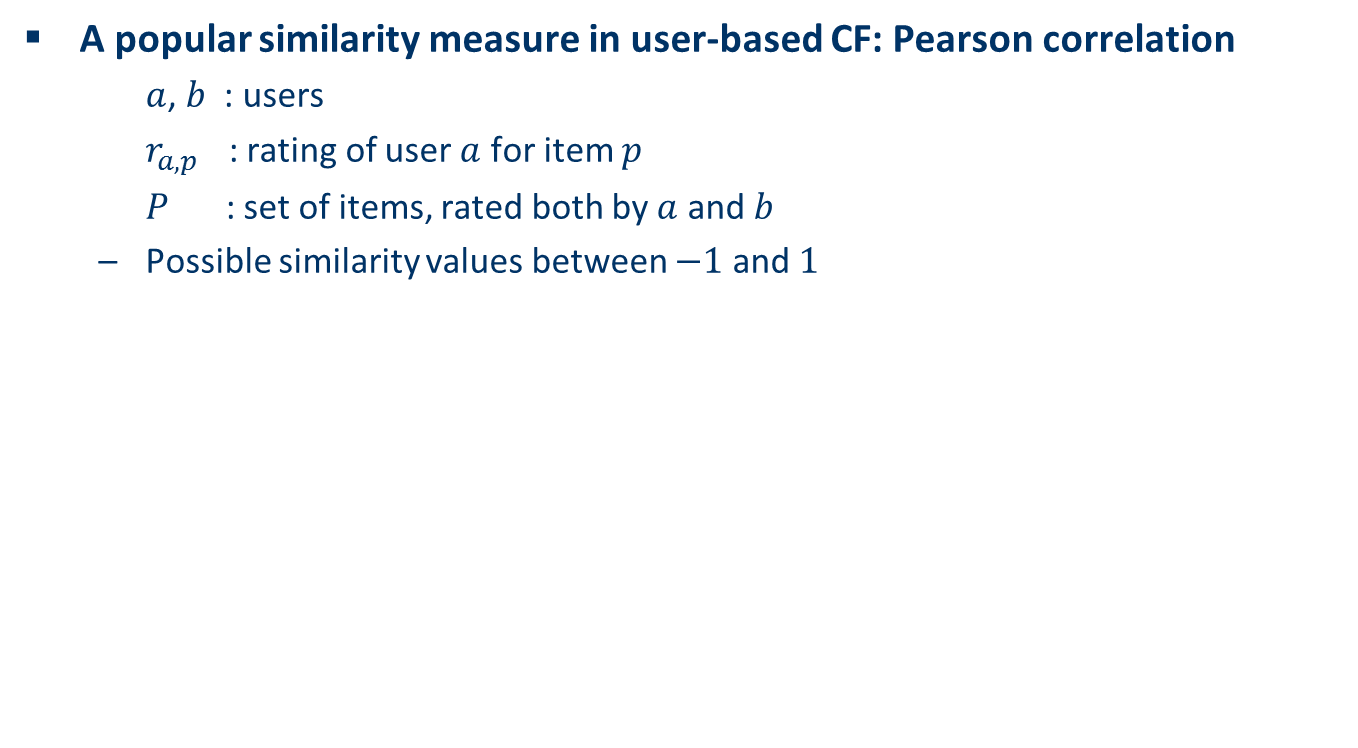 ▪ A popular similarity measure in user-based CF: Pearson correlation
a, b : users
r_{a,p} : rating of user a for item p
P : set of items, rated both by a and b
– Possible similarity values between −1 and 1